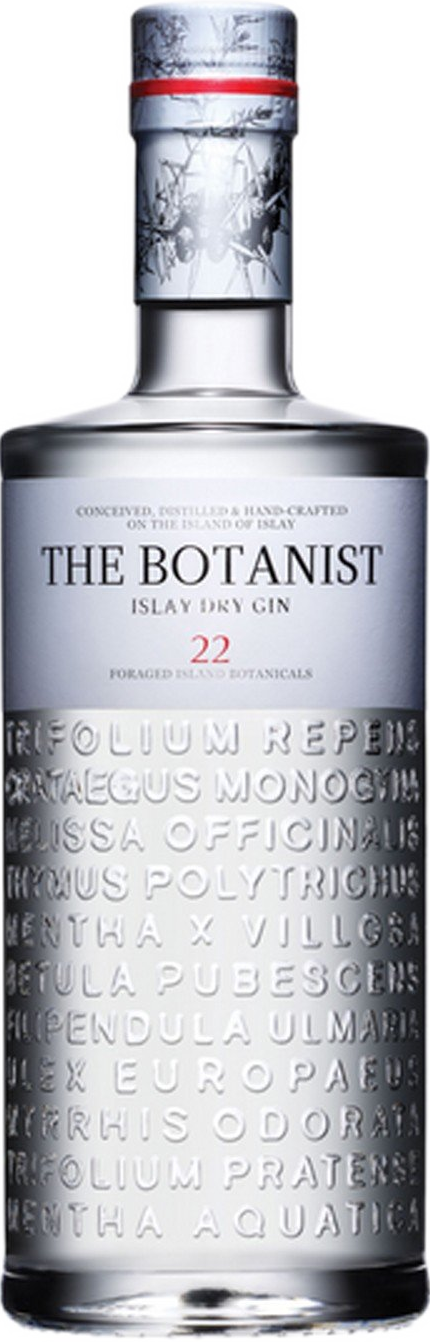 CONCEIVED, DISTILLED & HAND-CRAFTED
ON THE ISLAND OF ISLAY
THE BOTANIST
ISLAY DRY GIN
22
FORAGED ISLAND BOTANICALS
TRIFOLIUM REPENS
CRATAEGUS MONOGYNA
MELISSA OFFICINALIS
THYMUS POLYTRICHUS
MENTHA X VILLOSA
BETULA PUBESCENS
FILIPENDULA ULMARIA
ULEX EUROPAEUS
MYRRHIS ODORATA
TRIFOLIUM PRATENSE
MENTHA AQUATICA